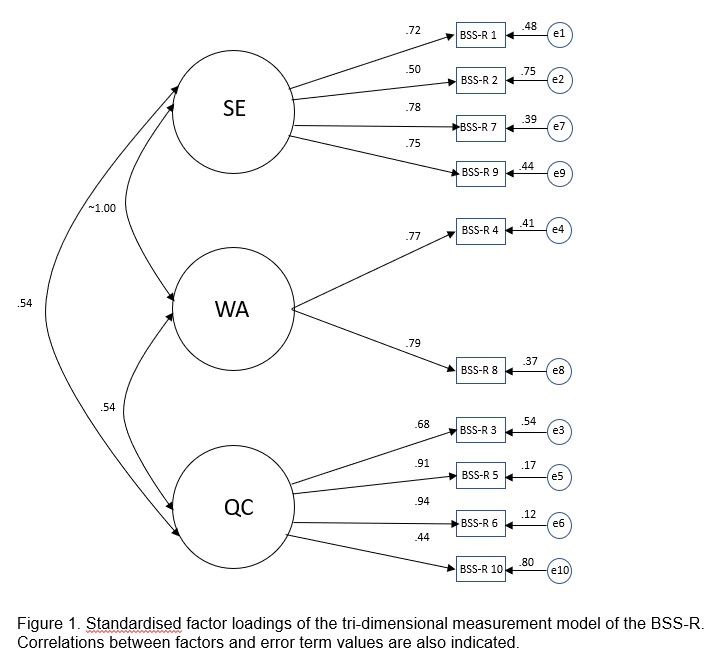 .72
BSS-R 1
.48
e1
.50
BSS-R 2
.75
e2
SE
.78
BSS-R 7
.39
e7
.75
BSS-R 9
.44
e9
~1.00
.77
BSS-R 4
.41
e4
.54
WA
.79
BSS-R 8
.37
e8
.54
.68
BSS-R 3
.54
e3
.91
BSS-R 5
.17
e5
QC
.94
BSS-R 6
.12
e6
.44
BSS-R 10
.80
e10
Figure 1. Standardised factor loadings of the tri-dimensional measurement model of the BSS-R.
Correlations between factors and error term values are also indicated.